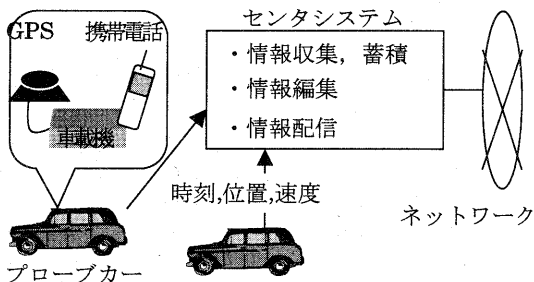 センタシステム
GPS 携帯電話
・情報収集，蓄積
・情報編集
・情報配信
車載機
時刻,位置,速度
ネットワーク
プローブカー